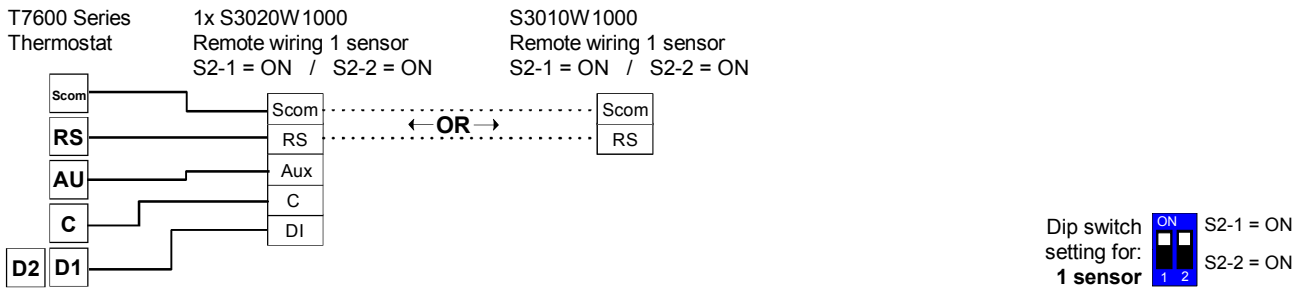 T7600 Series
Thermostat
1x S3020W1000
Remote wiring 1 sensor
S2-1 = ON / S2-2 = ON
S3010W1000
Remote wiring 1 sensor
S2-1 = ON / S2-2 = ON
Scom
RS
AU
C
D2 D1
Scom
RS
Aux
C
DI
OR
Scom
RS
Dip switch
setting for:
1 sensor
ON
1 2
S2-1 = ON
S2-2 = ON